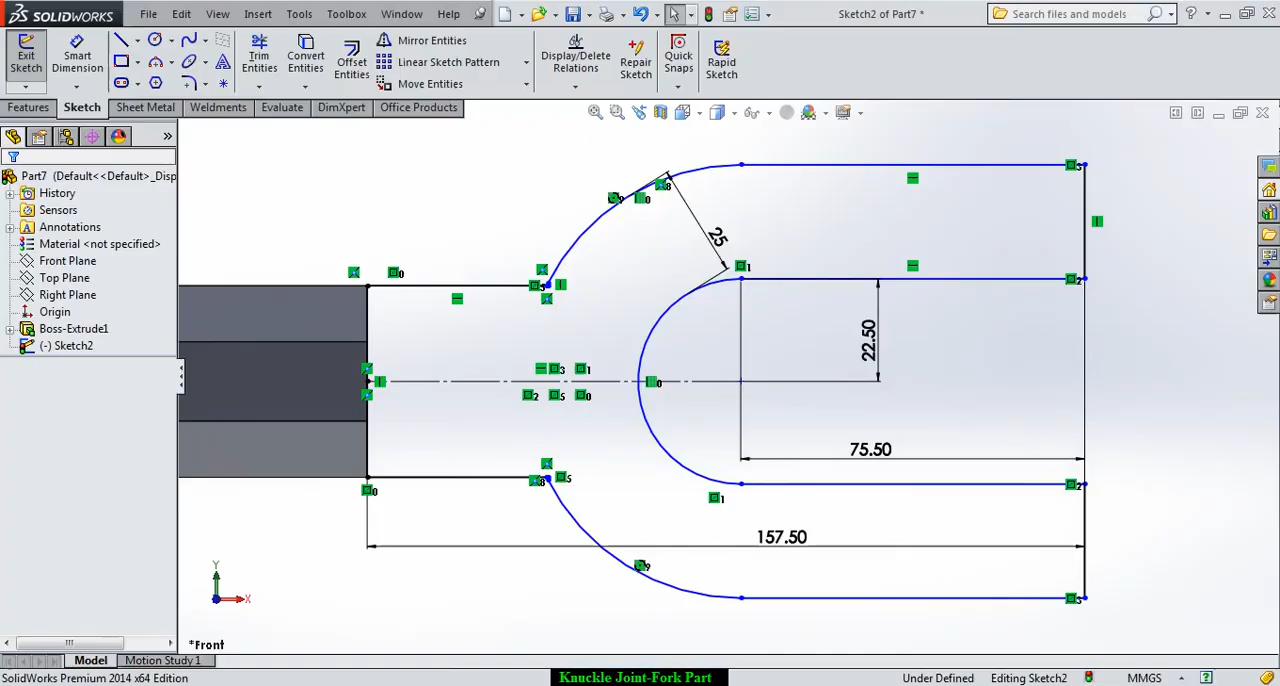 SOLIDWORKS
File Edit View Insert Tools Toolbox Window Help
Sketch2 of Part7 *
Search files and models
Exit Sketch
Smart Dimension
Trim Entities
Convert Entities
Offset Entities
Mirror Entities
Linear Sketch Pattern
Move Entities
Display/Delete Relations
Repair Sketch
Quick Snaps
Rapid Sketch
Features Sketch Sheet Metal Weldments Evaluate DimXpert Office Products
Part7 (Default<<Default>_Disp
History
Sensors
Annotations
Material <not specified>
Front Plane
Top Plane
Right Plane
Origin
Boss-Extrude1
(-) Sketch2
25
22.50
75.50
157.50
Y
X
*Front
Model Motion Study 1
SolidWorks Premium 2014 x64 Edition
Knuckle Joint-Fork Part
Under Defined Editing Sketch2 MMGS